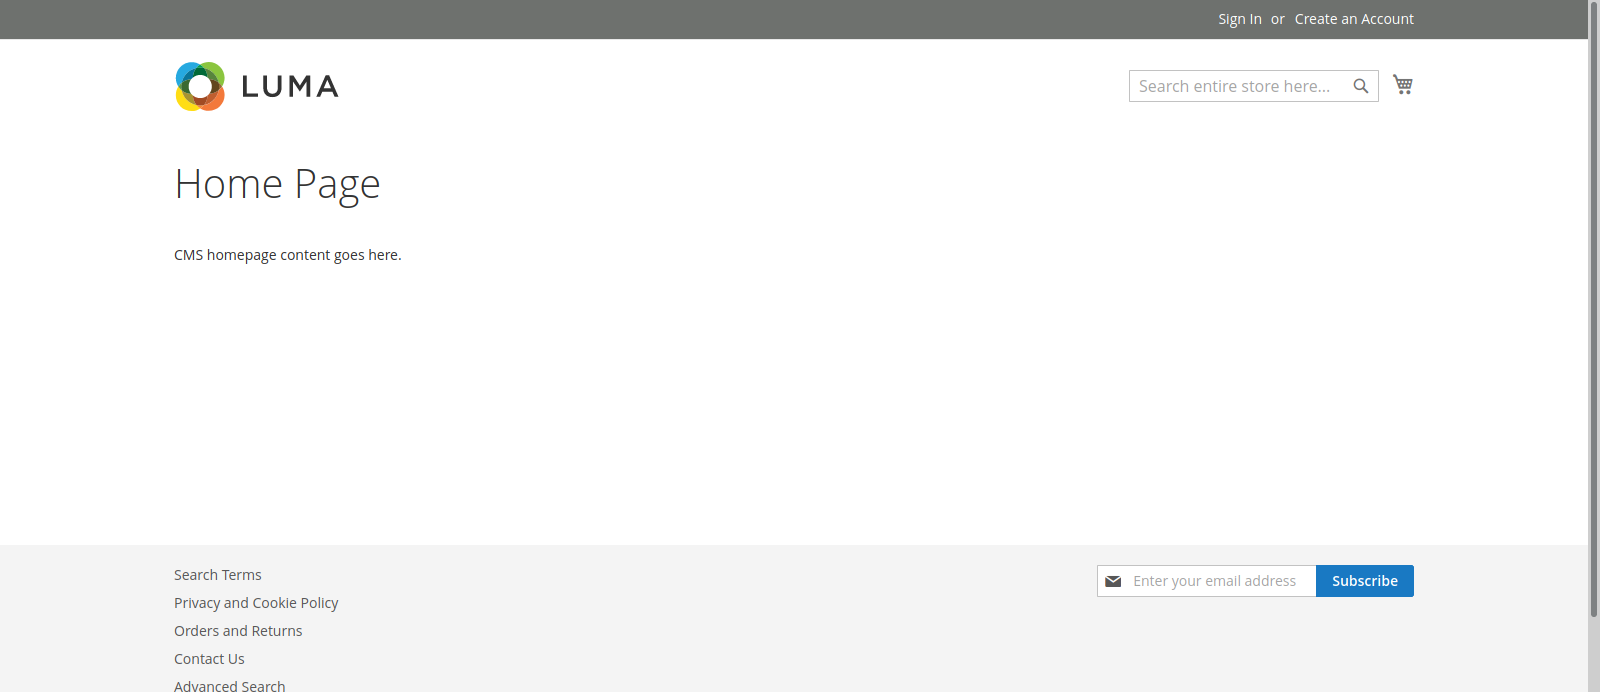 Sign In or Create an Account
LUMA
Search entire store here...
Home Page
CMS homepage content goes here.
Search Terms
Privacy and Cookie Policy
Orders and Returns
Contact Us
Advanced Search
Enter your email address
Subscribe